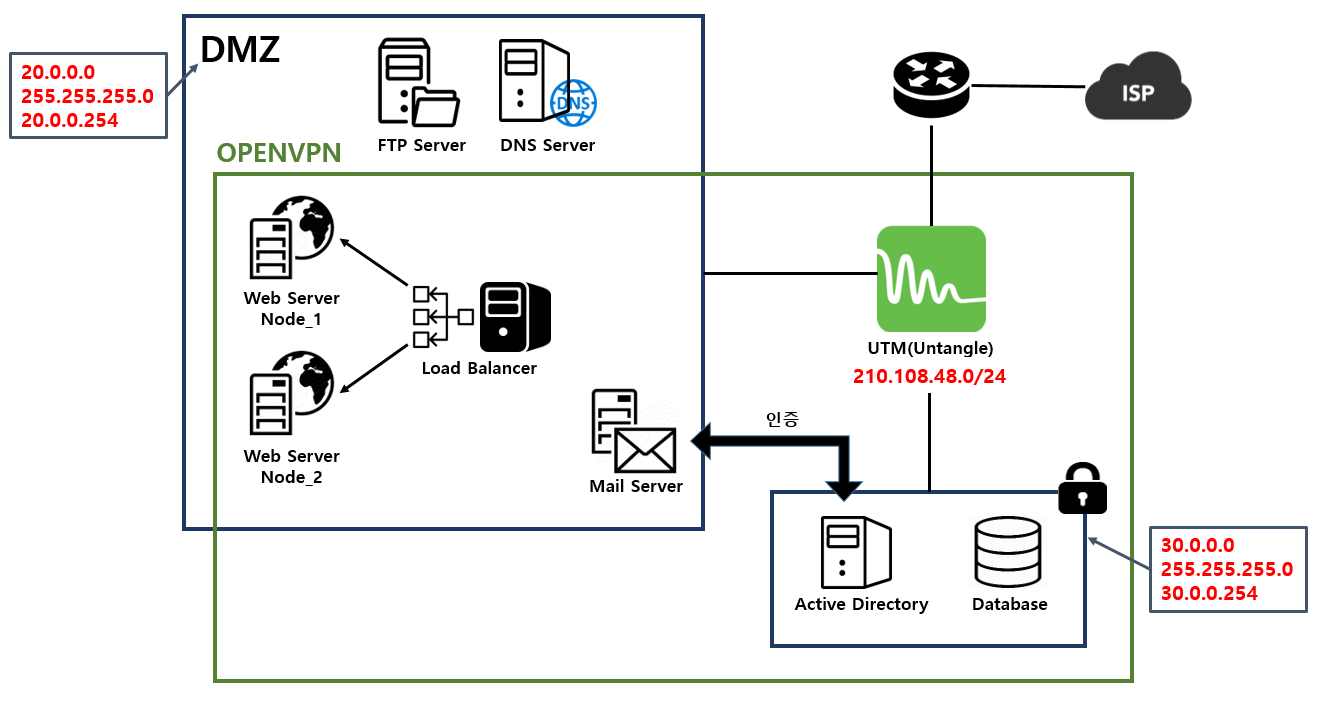 DMZ
20.0.0.0
255.255.255.0
20.0.0.254
FTP Server
DNS
DNS Server
ISP
OPENVPN
Web Server
Node_1
Load Balancer
Web Server
Node_2
Mail Server
UTM(Untangle)
210.108.48.0/24
인증
Active Directory
Database
30.0.0.0
255.255.255.0
30.0.0.254